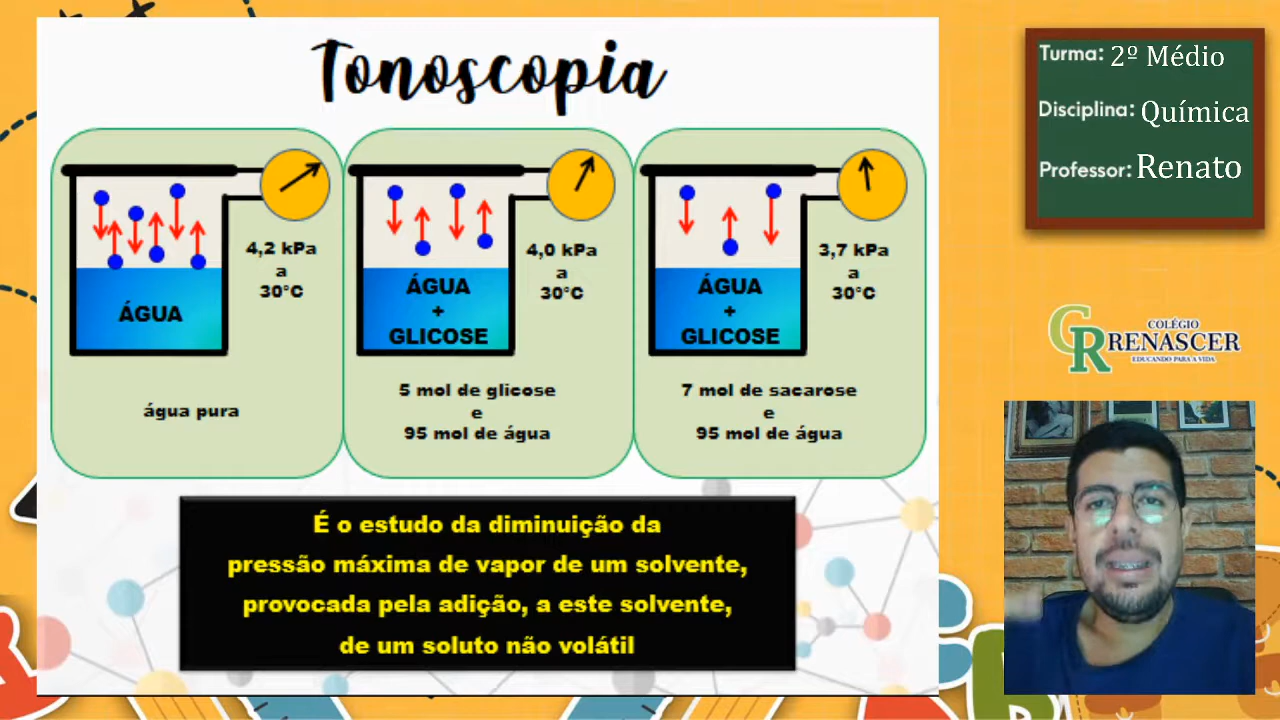 Tonoscopia
ÁGUA
4,2 kPa
a
30°C
água pura
ÁGUA
+
GLICOSE
4,0 kPa
a
30°C
5 mol de glicose
e
95 mol de água
ÁGUA
+
GLICOSE
3,7 kPa
a
30°C
7 mol de sacarose
e
95 mol de água
É o estudo da diminuição da
pressão máxima de vapor de um solvente,
provocada pela adição, a este solvente,
de um soluto não volátil
Turma: 2º Médio
Disciplina: Química
Professor: Renato
CR
COLÉGIO
RENASCER
EDUCANDO PARA A VIDA